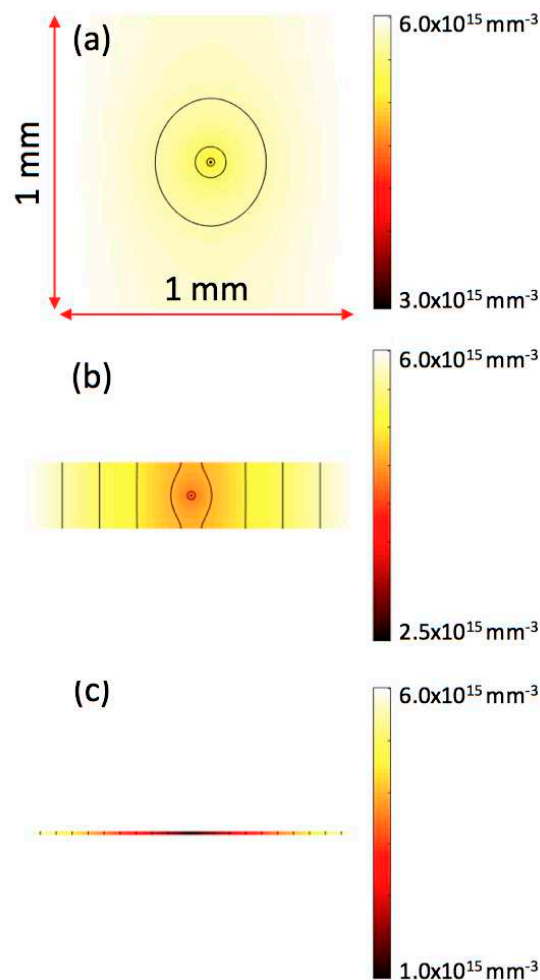 (a)
6.0x10¹⁵ mm⁻³
1 mm
1 mm
3.0x10¹⁵ mm⁻³
(b)
6.0x10¹⁵ mm⁻³
2.5x10¹⁵ mm⁻³
(c)
6.0x10¹⁵ mm⁻³
1.0x10¹⁵ mm⁻³